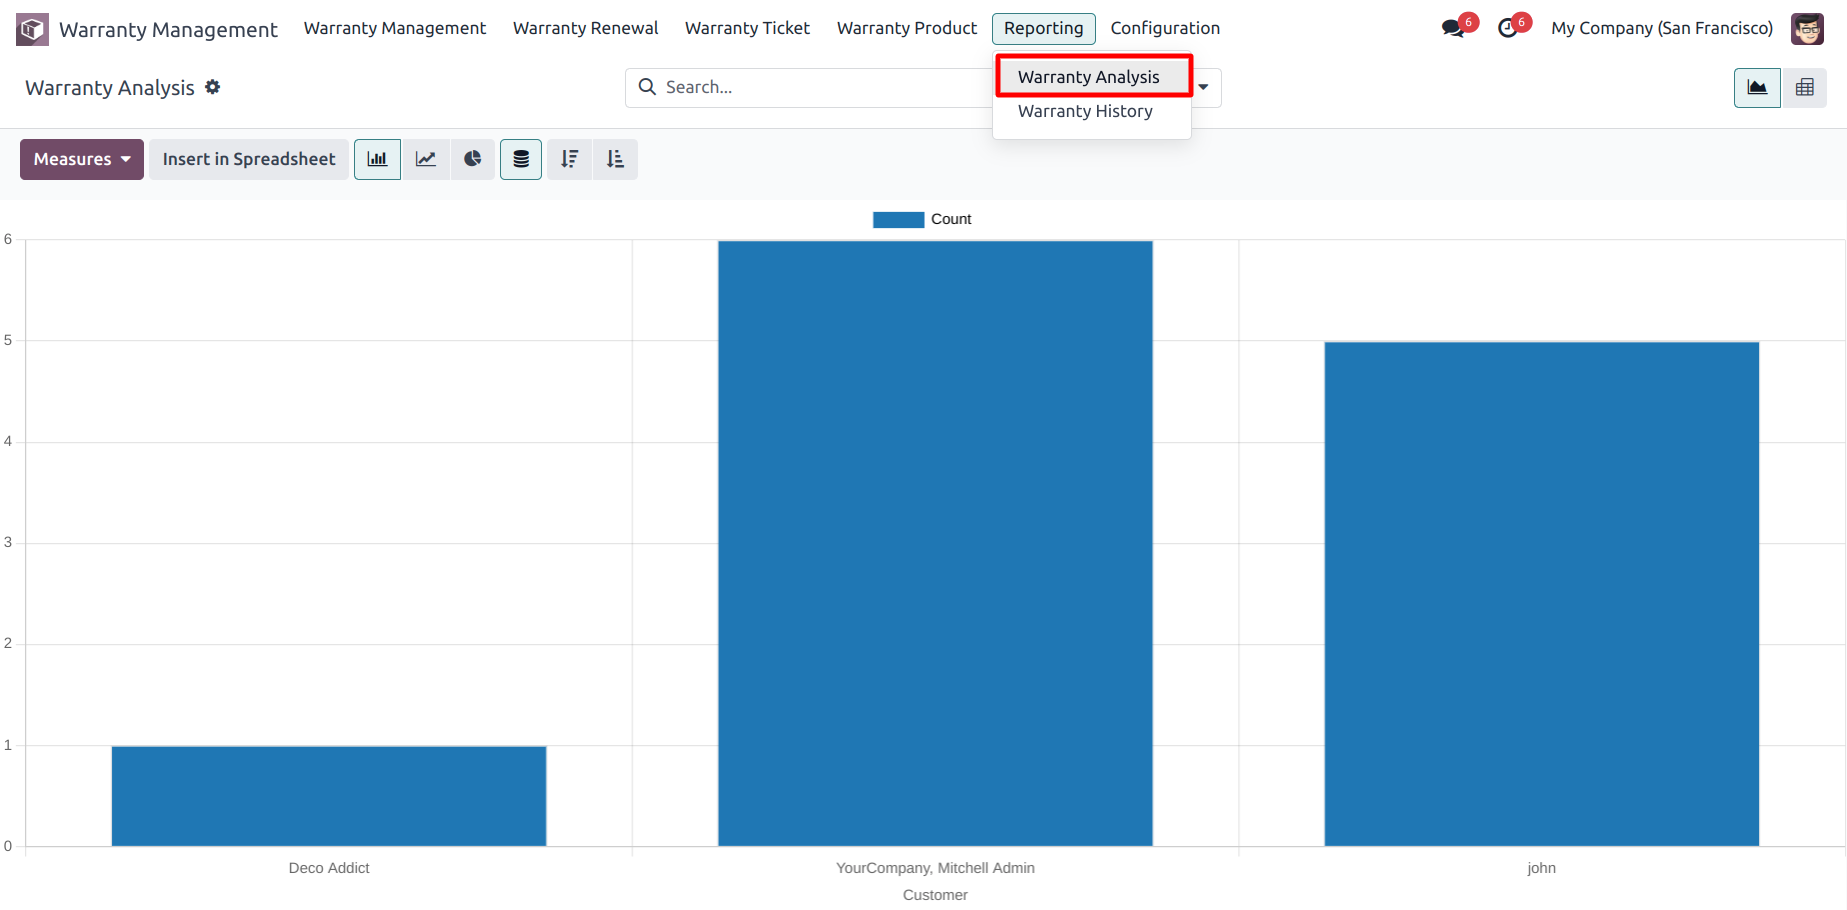 Warranty Management
Warranty Management Warranty Renewal Warranty Ticket Warranty Product Reporting Configuration
6 6 My Company (San Francisco)
Warranty Analysis
Search...
Warranty Analysis
Warranty History
Measures Insert in Spreadsheet
Count
6
5
4
3
2
1
0
Deco Addict YourCompany, Mitchell Admin john
Customer